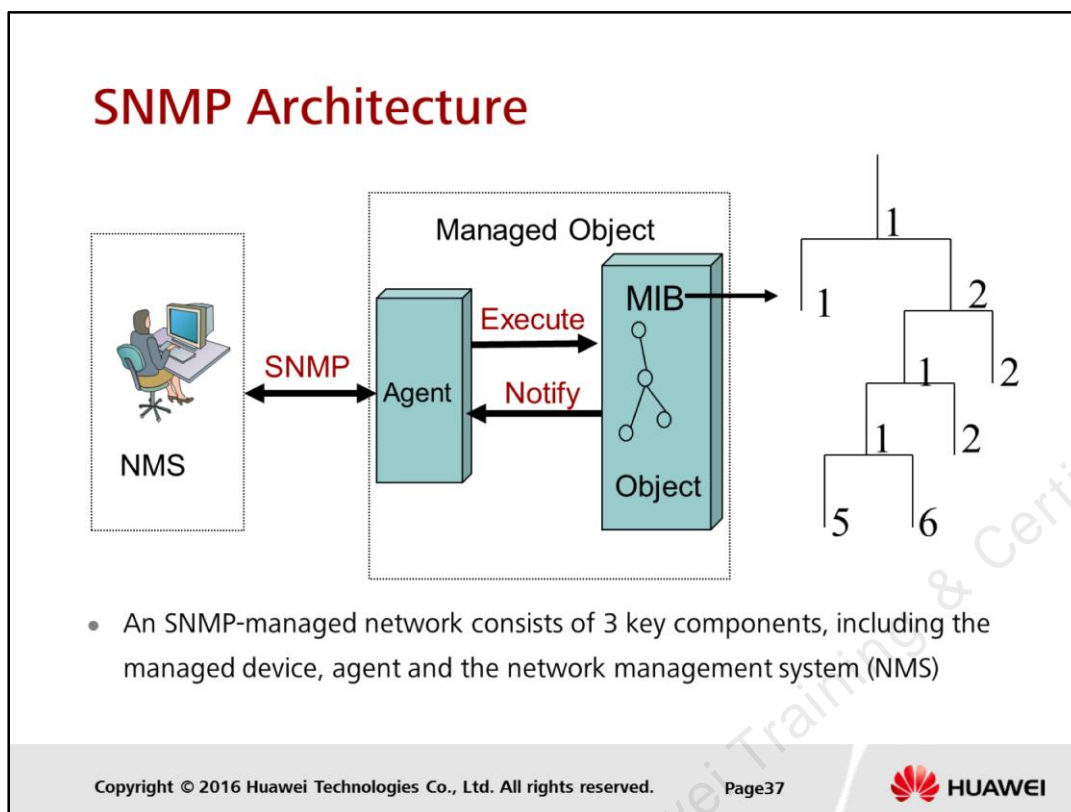 SNMP Architecture
Managed Object
NMS
SNMP
Agent
Execute
Notify
MIB
Object
1
1
2
1
2
1
2
5
6
• An SNMP-managed network consists of 3 key components, including the
managed device, agent and the network management system (NMS)
Copyright © 2016 Huawei Technologies Co., Ltd. All rights reserved.
Page37
HUAWEI
Training &